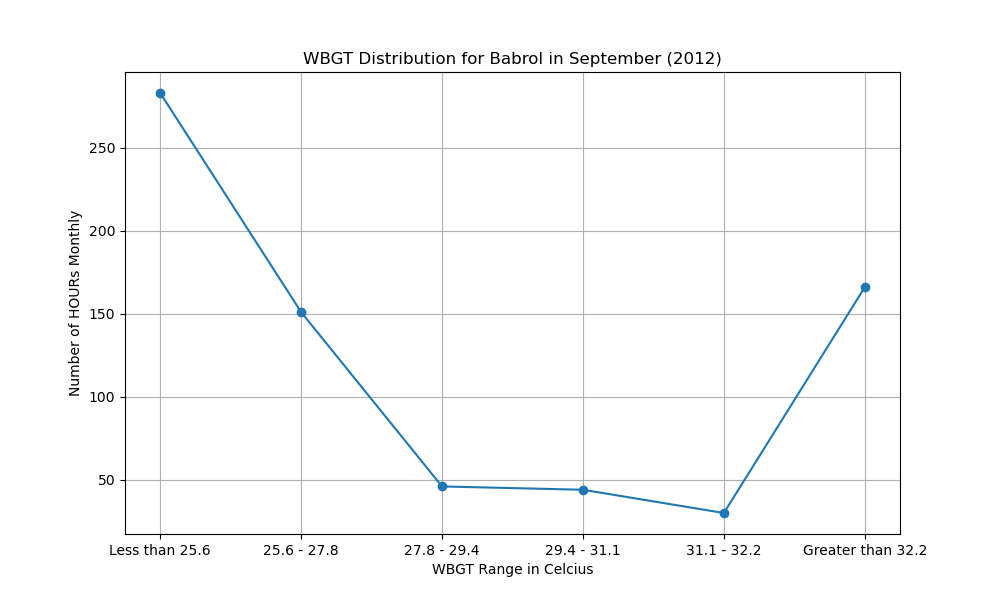 WBGT Distribution for Babrol in September (2012)
Number of HOURs Monthly
250
200
150
100
50
Less than 25.6 25.6 - 27.8 27.8 - 29.4 29.4 - 31.1 31.1 - 32.2 Greater than 32.2
WBGT Range in Celcius